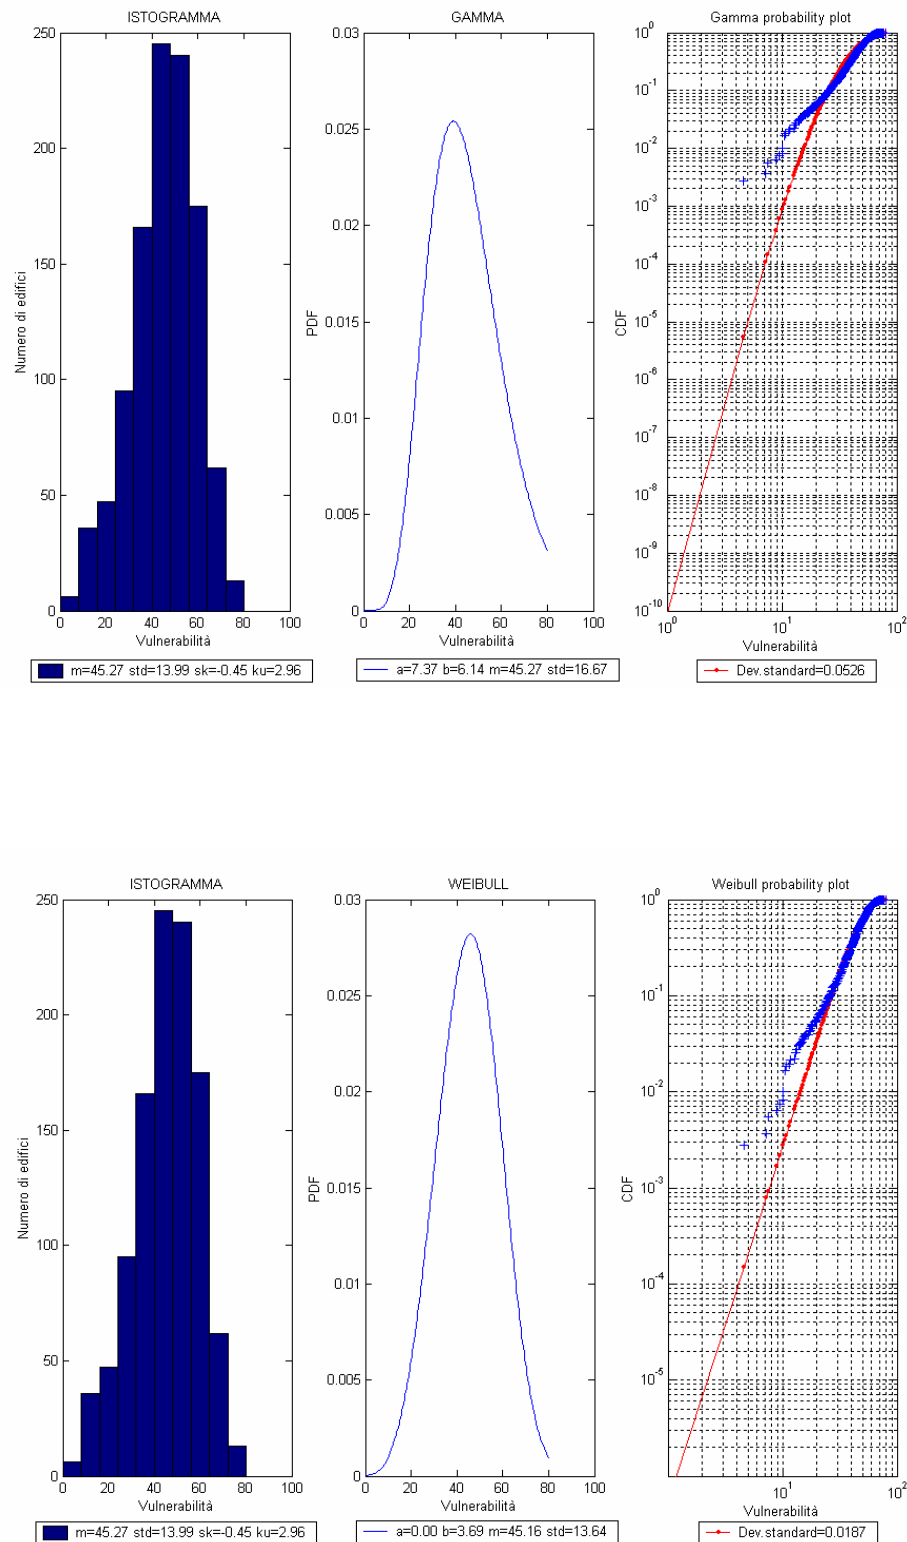 ISTOGRAMMA
GAMMA
Gamma probability plot
250
200
150
100
50
0
Numero di edifici
0 20 40 60 80 100
Vulnerabilità
m=45.27 std=13.99 sk=-0.45 ku=2.96
0.03
0.025
0.02
0.015
0.01
0.005
0
PDF
0 20 40 60 80 100
Vulnerabilità
a=7.37 b=6.14 m=45.27 std=16.67
10^0
10^-1
10^-2
10^-3
10^-4
10^-5
10^-6
10^-7
10^-8
10^-9
10^-10
CDF
10^0 10^1 10^2
Vulnerabilità
Dev.standard=0.0526
ISTOGRAMMA
WEIBULL
Weibull probability plot
250
200
150
100
50
0
Numero di edifici
0 20 40 60 80 100
Vulnerabilità
m=45.27 std=13.99 sk=-0.45 ku=2.96
0.03
0.025
0.02
0.015
0.01
0.005
0
PDF
0 20 40 60 80 100
Vulnerabilità
a=0.00 b=3.69 m=45.16 std=13.64
10^0
10^-1
10^-2
10^-3
10^-4
10^-5
CDF
10^1 10^2
Vulnerabilità
Dev.standard=0.0187